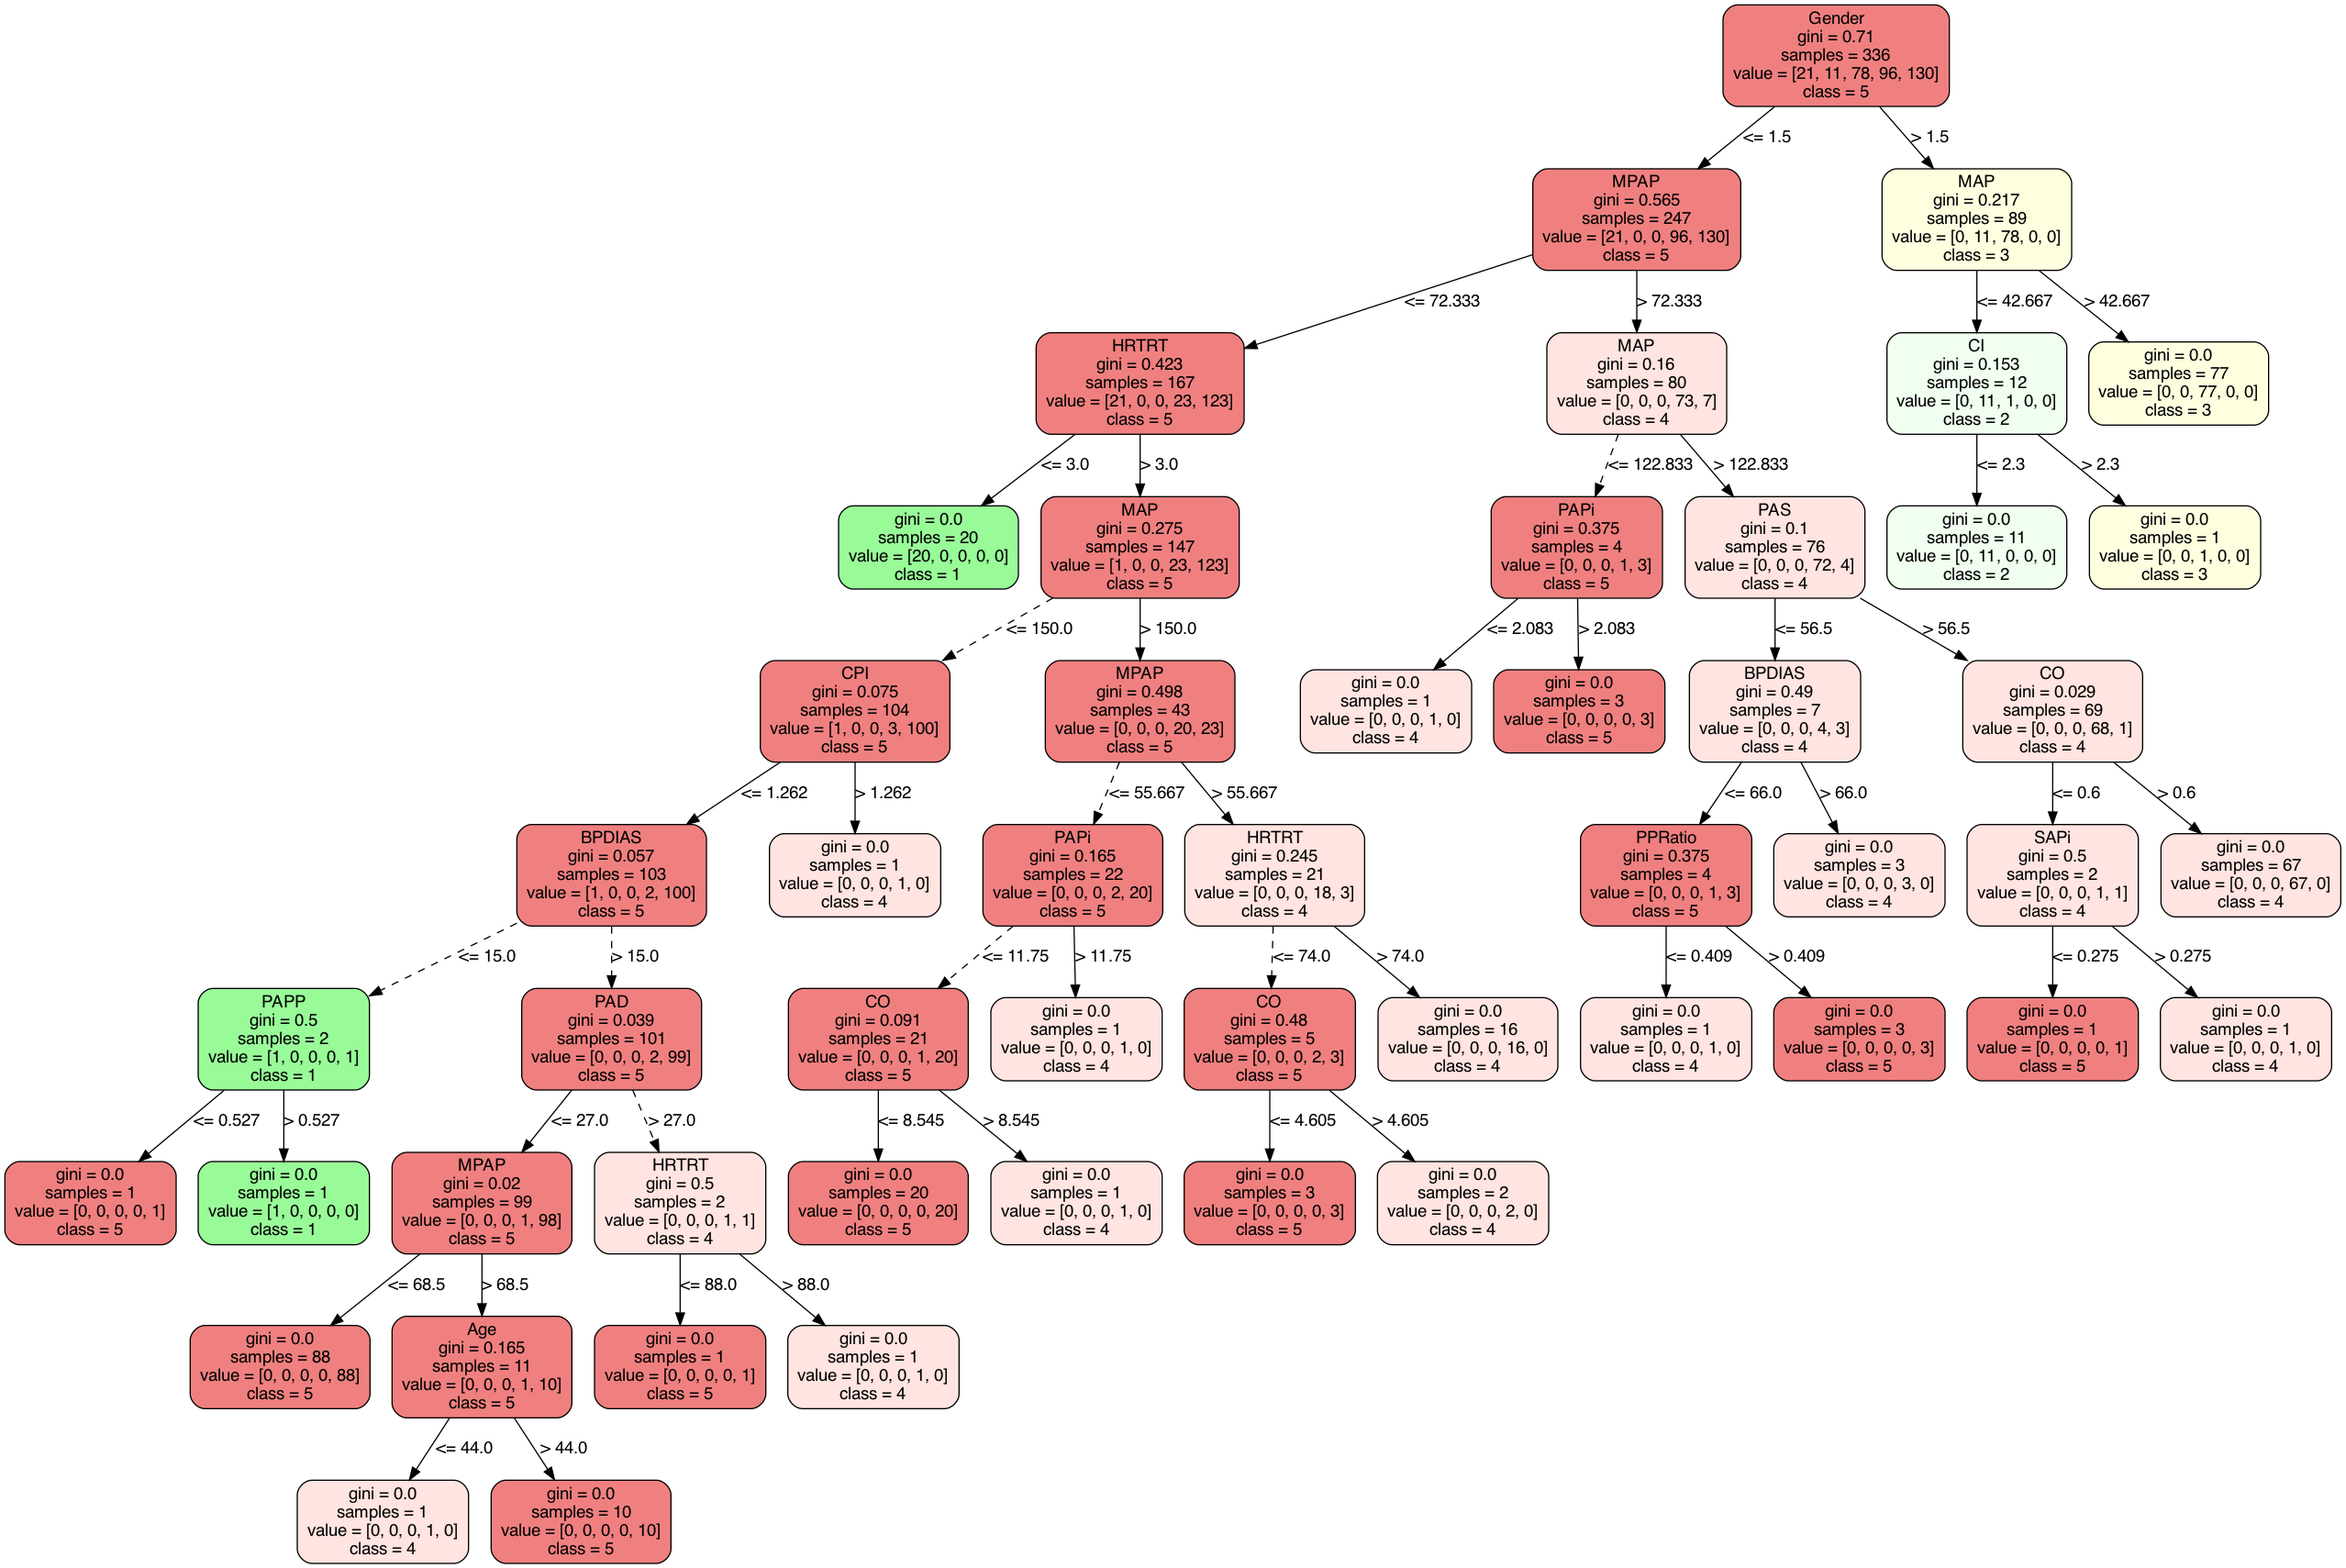 Gender
gini = 0.71
samples = 336
value = [21, 11, 78, 96, 130]
class = 5
<= 1.5
> 1.5
MPAP
gini = 0.565
samples = 247
value = [21, 0, 0, 96, 130]
class = 5
MAP
gini = 0.217
samples = 89
value = [0, 11, 78, 0, 0]
class = 3
<= 72.333
> 72.333
<= 42.667
> 42.667
HRTRT
gini = 0.423
samples = 167
value = [21, 0, 0, 23, 123]
class = 5
MAP
gini = 0.16
samples = 80
value = [0, 0, 0, 73, 7]
class = 4
CI
gini = 0.153
samples = 12
value = [0, 11, 1, 0, 0]
class = 2
gini = 0.0
samples = 77
value = [0, 0, 77, 0, 0]
class = 3
<= 3.0
> 3.0
<= 122.833
> 122.833
<= 2.3
> 2.3
gini = 0.0
samples = 20
value = [20, 0, 0, 0, 0]
class = 1
MAP
gini = 0.275
samples = 147
value = [1, 0, 0, 23, 123]
class = 5
PAPi
gini = 0.375
samples = 4
value = [0, 0, 0, 1, 3]
class = 5
PAS
gini = 0.1
samples = 76
value = [0, 0, 0, 72, 4]
class = 4
gini = 0.0
samples = 11
value = [0, 11, 0, 0, 0]
class = 2
gini = 0.0
samples = 1
value = [0, 0, 1, 0, 0]
class = 3
<= 150.0
> 150.0
<= 2.083
> 2.083
<= 56.5
> 56.5
CPI
gini = 0.075
samples = 104
value = [1, 0, 0, 3, 100]
class = 5
MPAP
gini = 0.498
samples = 43
value = [0, 0, 0, 20, 23]
class = 5
gini = 0.0
samples = 1
value = [0, 0, 0, 1, 0]
class = 4
gini = 0.0
samples = 3
value = [0, 0, 0, 0, 3]
class = 5
BPDIAS
gini = 0.49
samples = 7
value = [0, 0, 0, 4, 3]
class = 4
CO
gini = 0.029
samples = 69
value = [0, 0, 0, 68, 1]
class = 4
<= 1.262
> 1.262
<= 55.667
> 55.667
<= 66.0
> 66.0
<= 0.6
> 0.6
BPDIAS
gini = 0.057
samples = 103
value = [1, 0, 0, 2, 100]
class = 5
gini = 0.0
samples = 1
value = [0, 0, 0, 1, 0]
class = 4
PAPi
gini = 0.165
samples = 22
value = [0, 0, 0, 2, 20]
class = 5
HRTRT
gini = 0.245
samples = 21
value = [0, 0, 0, 18, 3]
class = 4
PPRatio
gini = 0.375
samples = 4
value = [0, 0, 0, 1, 3]
class = 5
gini = 0.0
samples = 3
value = [0, 0, 0, 3, 0]
class = 4
SAPi
gini = 0.5
samples = 2
value = [0, 0, 0, 1, 1]
class = 4
gini = 0.0
samples = 67
value = [0, 0, 0, 67, 0]
class = 4
<= 15.0
> 15.0
<= 11.75
> 11.75
<= 74.0
> 74.0
<= 0.409
> 0.409
<= 0.275
> 0.275
PAPP
gini = 0.5
samples = 2
value = [1, 0, 0, 0, 1]
class = 1
PAD
gini = 0.039
samples = 101
value = [0, 0, 0, 2, 99]
class = 5
CO
gini = 0.091
samples = 21
value = [0, 0, 0, 1, 20]
class = 5
gini = 0.0
samples = 1
value = [0, 0, 0, 1, 0]
class = 4
CO
gini = 0.48
samples = 5
value = [0, 0, 0, 2, 3]
class = 5
gini = 0.0
samples = 16
value = [0, 0, 0, 16, 0]
class = 4
gini = 0.0
samples = 1
value = [0, 0, 0, 1, 0]
class = 4
gini = 0.0
samples = 3
value = [0, 0, 0, 0, 3]
class = 5
gini = 0.0
samples = 1
value = [0, 0, 0, 0, 1]
class = 5
gini = 0.0
samples = 1
value = [0, 0, 0, 1, 0]
class = 4
<= 0.527
> 0.527
<= 27.0
> 27.0
<= 8.545
> 8.545
<= 4.605
> 4.605
gini = 0.0
samples = 1
value = [0, 0, 0, 0, 1]
class = 5
gini = 0.0
samples = 1
value = [1, 0, 0, 0, 0]
class = 1
MPAP
gini = 0.02
samples = 99
value = [0, 0, 0, 1, 98]
class = 5
HRTRT
gini = 0.5
samples = 2
value = [0, 0, 0, 1, 1]
class = 4
gini = 0.0
samples = 20
value = [0, 0, 0, 0, 20]
class = 5
gini = 0.0
samples = 1
value = [0, 0, 0, 1, 0]
class = 4
gini = 0.0
samples = 3
value = [0, 0, 0, 0, 3]
class = 5
gini = 0.0
samples = 2
value = [0, 0, 0, 2, 0]
class = 4
<= 68.5
> 68.5
<= 88.0
> 88.0
gini = 0.0
samples = 88
value = [0, 0, 0, 0, 88]
class = 5
Age
gini = 0.165
samples = 11
value = [0, 0, 0, 1, 10]
class = 5
gini = 0.0
samples = 1
value = [0, 0, 0, 0, 1]
class = 5
gini = 0.0
samples = 1
value = [0, 0, 0, 1, 0]
class = 4
<= 44.0
> 44.0
gini = 0.0
samples = 1
value = [0, 0, 0, 1, 0]
class = 4
gini = 0.0
samples = 10
value = [0, 0, 0, 0, 10]
class = 5